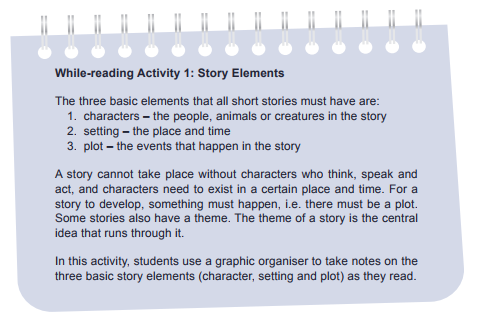 While-reading Activity 1: Story Elements
The three basic elements that all short stories must have are:
1. characters – the people, animals or creatures in the story
2. setting – the place and time
3. plot – the events that happen in the story
A story cannot take place without characters who think, speak and
act, and characters need to exist in a certain place and time. For a
story to develop, something must happen, i.e. there must be a plot.
Some stories also have a theme. The theme of a story is the central
idea that runs through it.
In this activity, students use a graphic organiser to take notes on the
three basic story elements (character, setting and plot) as they read.